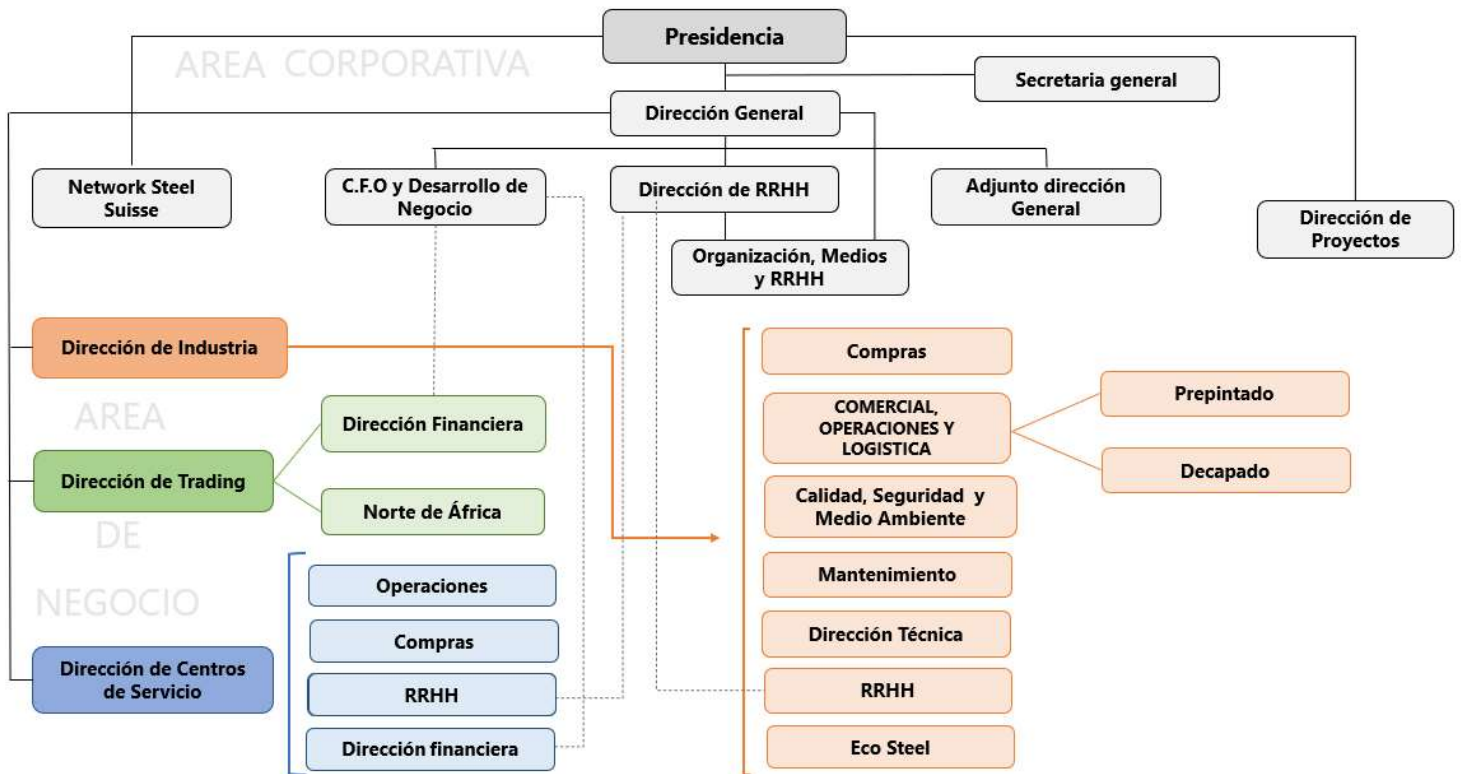 Presidencia
AREA CORPORATIVA
Secretaria general
Dirección General
Network Steel
Suisse
C.F.O y Desarrollo de
Negocio
Dirección de RRHH
Adjunto dirección
General
Dirección de
Proyectos
Organización, Medios
y RRHH
Dirección de Industria
AREA
DE
NEGOCIO
Dirección de Trading
Dirección Financiera
Norte de África
Dirección de Centros
de Servicio
Operaciones
Compras
RRHH
Dirección financiera
Compras
COMERCIAL,
OPERACIONES Y
LOGISTICA
Prepintado
Decapado
Calidad, Seguridad y
Medio Ambiente
Mantenimiento
Dirección Técnica
RRHH
Eco Steel